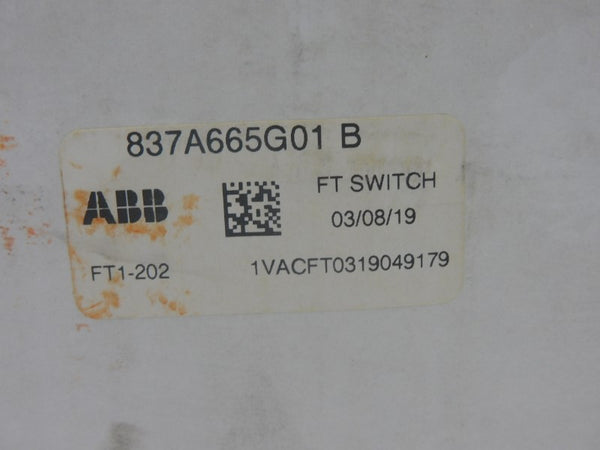 837A665G01 B
ABB
FT SWITCH
03/08/19
FT1-202
1VACFT0319049179